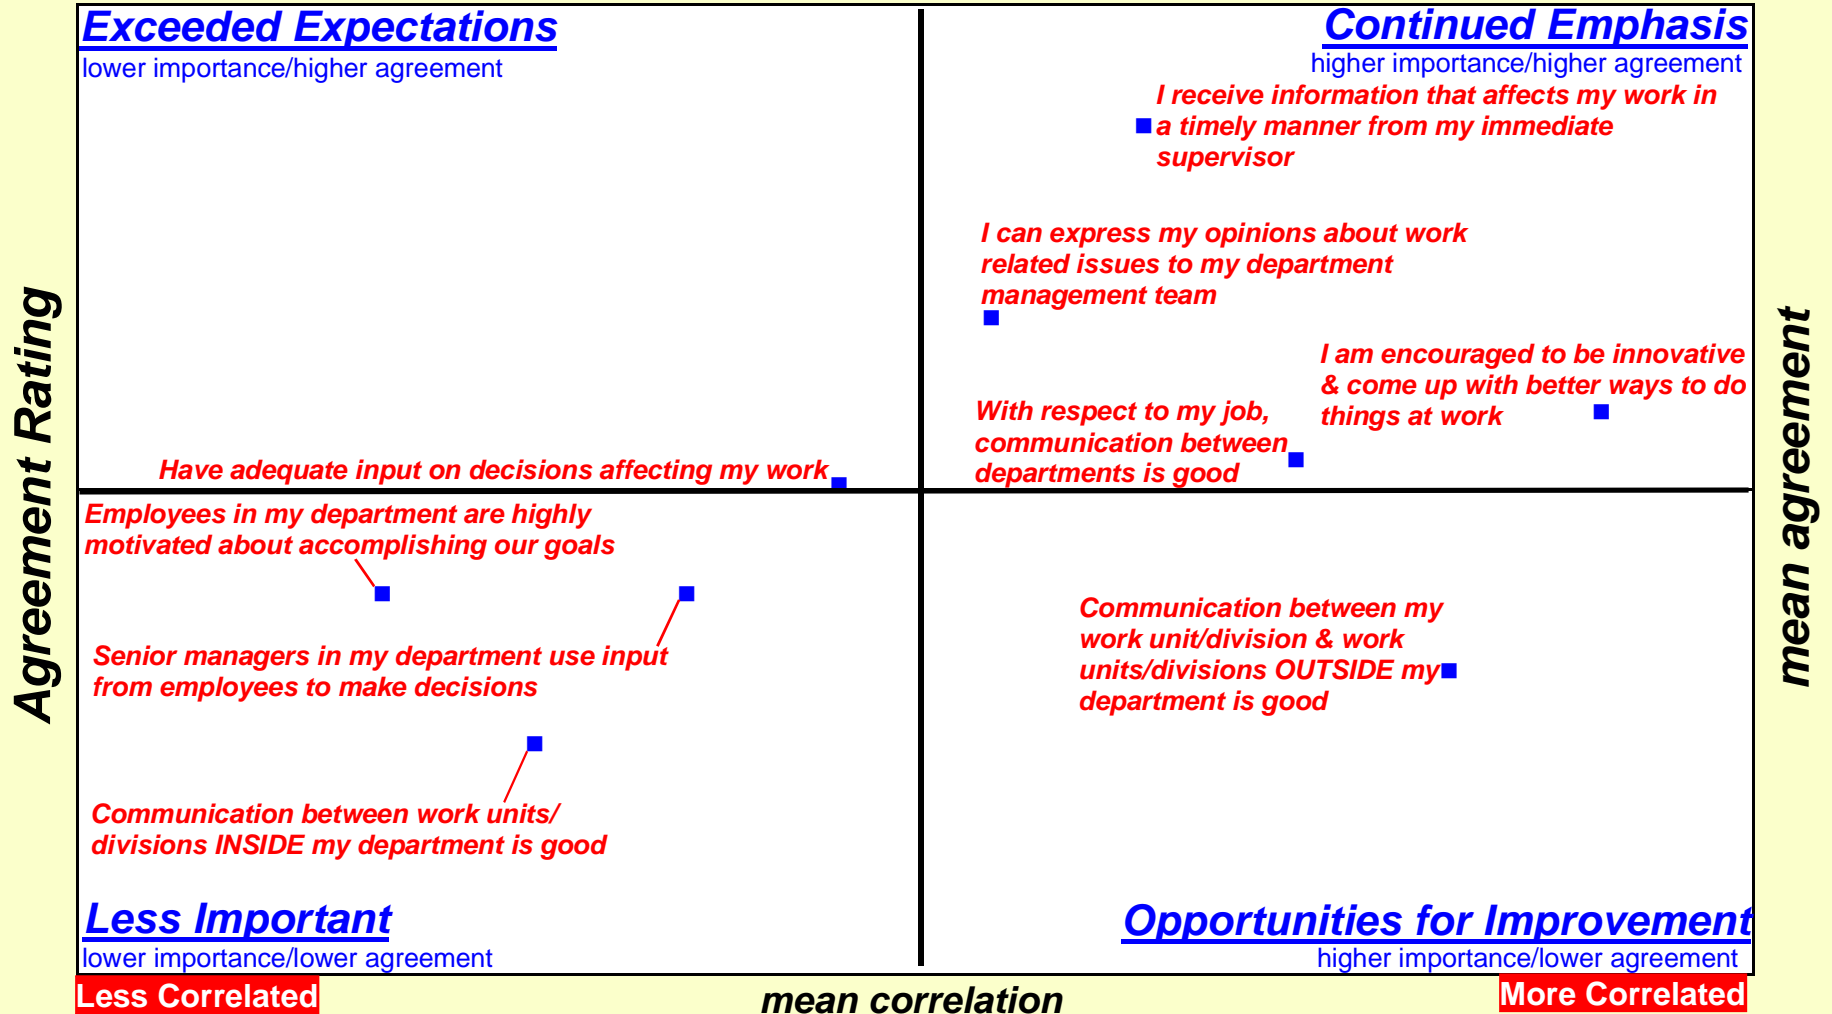 Exceeded Expectations
lower importance/higher agreement
Continued Emphasis
higher importance/higher agreement
I receive information that affects my work in
a timely manner from my immediate
supervisor
I can express my opinions about work
related issues to my department
management team
I am encouraged to be innovative
& come up with better ways to do
things at work
With respect to my job,
communication between
departments is good
Have adequate input on decisions affecting my work
Employees in my department are highly
motivated about accomplishing our goals
Senior managers in my department use input
from employees to make decisions
Communication between work units/
divisions INSIDE my department is good
Communication between my
work unit/division & work
units/divisions OUTSIDE my
department is good
Less Important
lower importance/lower agreement
Opportunities for Improvement
higher importance/lower agreement
Less Correlated
mean correlation
More Correlated
Agreement Rating
mean agreement